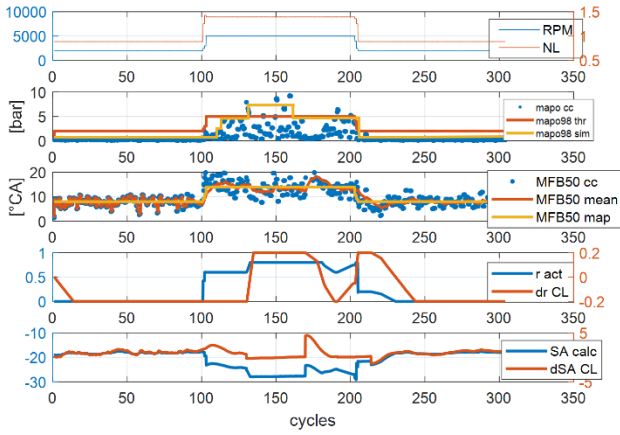 10000
5000
0
1.5
1
0.5
RPM
NL
0 50 100 150 200 250 300 350
[bar]
10
5
0
mapo cc
mapo98 thr
mapo98 sim
0 50 100 150 200 250 300 350
[°CA]
20
10
0
MFB50 cc
MFB50 mean
MFB50 map
0 50 100 150 200 250 300 350
1
0.5
0
0.2
0
-0.2
r act
dr CL
0 50 100 150 200 250 300 350
-10
-20
-30
5
0
-5
SA calc
dSA CL
0 50 100 150 200 250 300 350
cycles